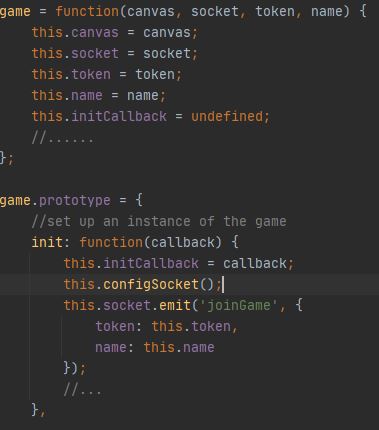 game = function(canvas, socket, token, name) {
    this.canvas = canvas;
    this.socket = socket;
    this.token = token;
    this.name = name;
    this.initCallback = undefined;
    //......
};

game.prototype = {
    //set up an instance of the game
    init: function(callback) {
        this.initCallback = callback;
        this.configSocket();
        this.socket.emit('joinGame', {
            token: this.token,
            name: this.name
        });
        //...
    },